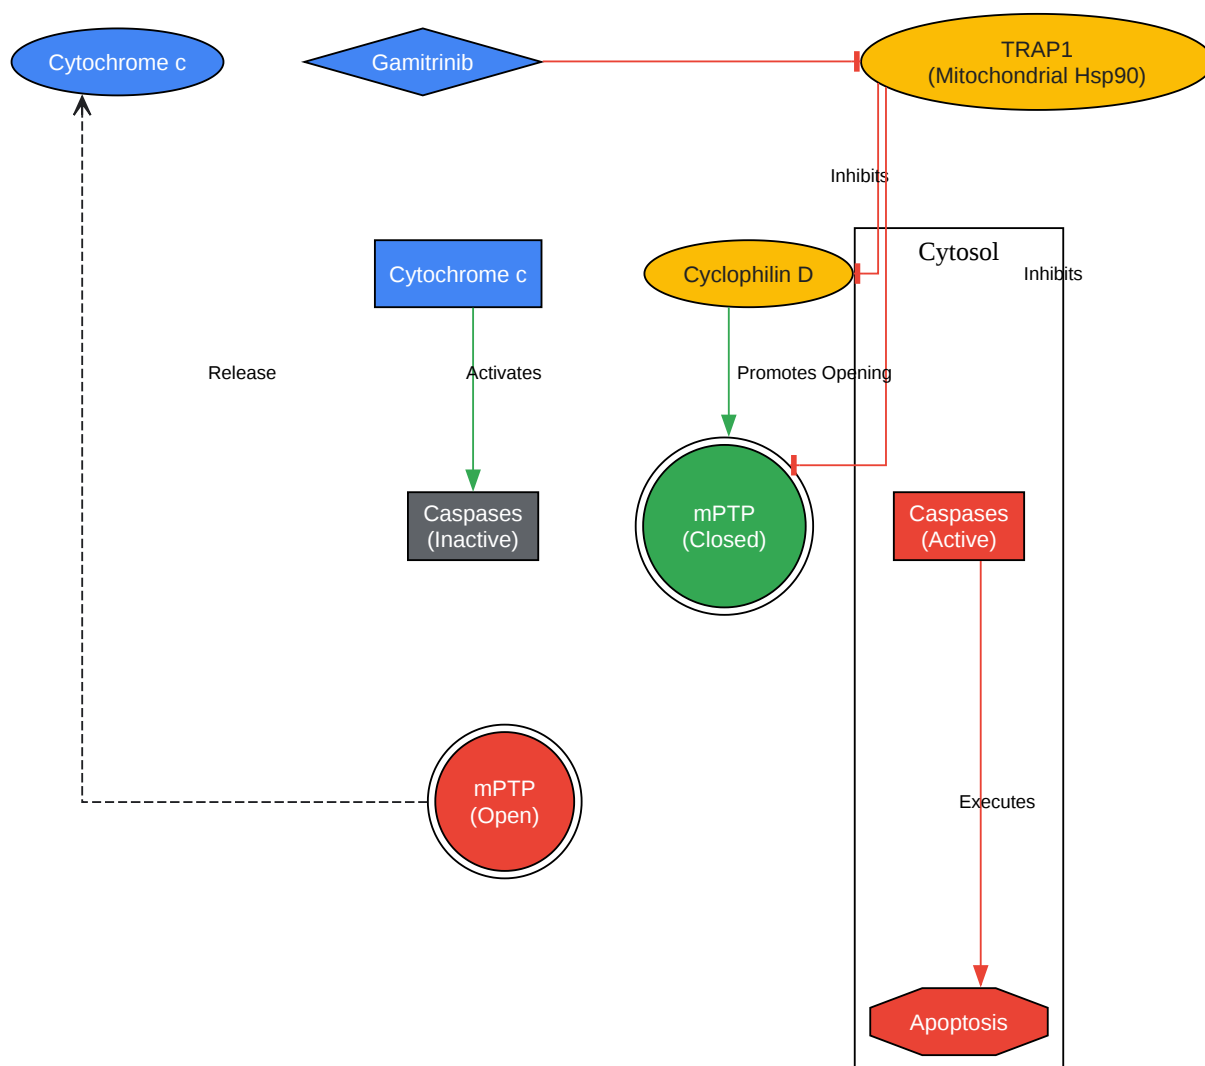 Cytochrome c
Gamitrinib
TRAP1
(Mitochondrial Hsp90)
Inhibits
Cytochrome c
Cyclophilin D
Cytosol
Inhibits
Release
Activates
Promotes Opening
Caspases
(Inactive)
mPTP
(Closed)
Caspases
(Active)
mPTP
(Open)
Executes
Apoptosis